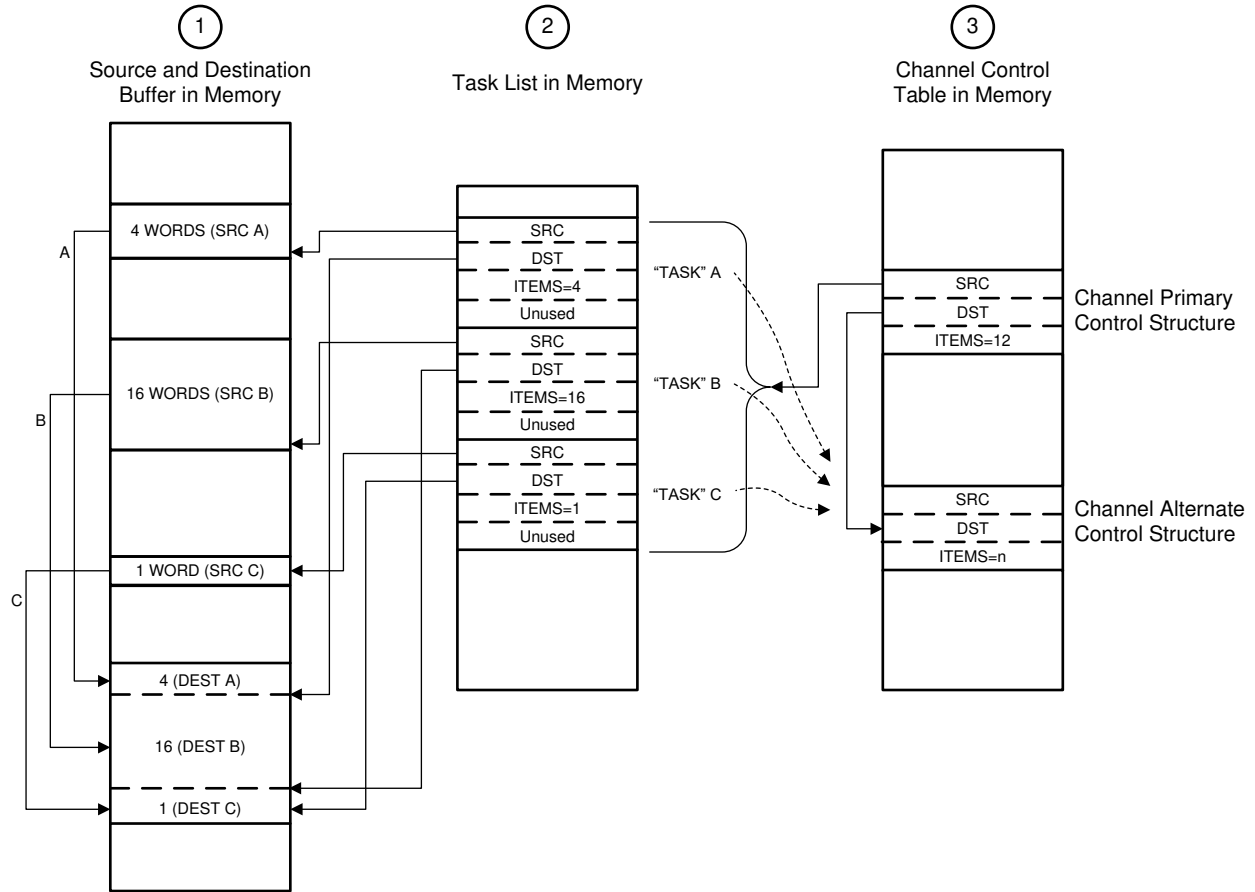 1
Source and Destination
Buffer in Memory
2
Task List in Memory
3
Channel Control
Table in Memory
A
B
C
4 WORDS (SRC A)
16 WORDS (SRC B)
1 WORD (SRC C)
4 (DEST A)
16 (DEST B)
1 (DEST C)
SRC
DST
ITEMS=4
Unused
SRC
DST
ITEMS=16
Unused
SRC
DST
ITEMS=1
Unused
“TASK” A
“TASK” B
“TASK” C
SRC
DST
ITEMS=12
Channel Primary
Control Structure
SRC
DST
ITEMS=n
Channel Alternate
Control Structure